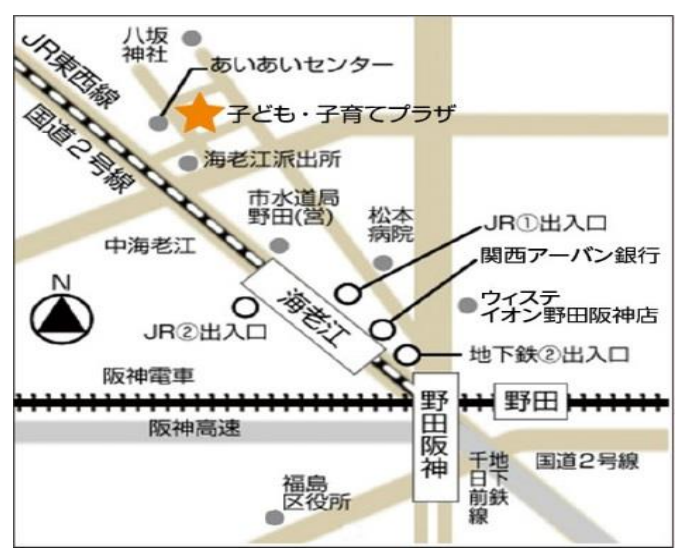 八坂
神社
あいあいセンター
JR東西線
国道２号線
子ども・子育てプラザ
海老江派出所
市水道局
野田(営)
松本
病院
JR①出入口
中海老江
関西アーバン銀行
N
海老江
ウィステ
イオン野田阪神店
JR②出入口
地下鉄②出入口
阪神電車
野田阪神
野田
阪神高速
地下鉄
千日前線
国道２号線
福島
区役所